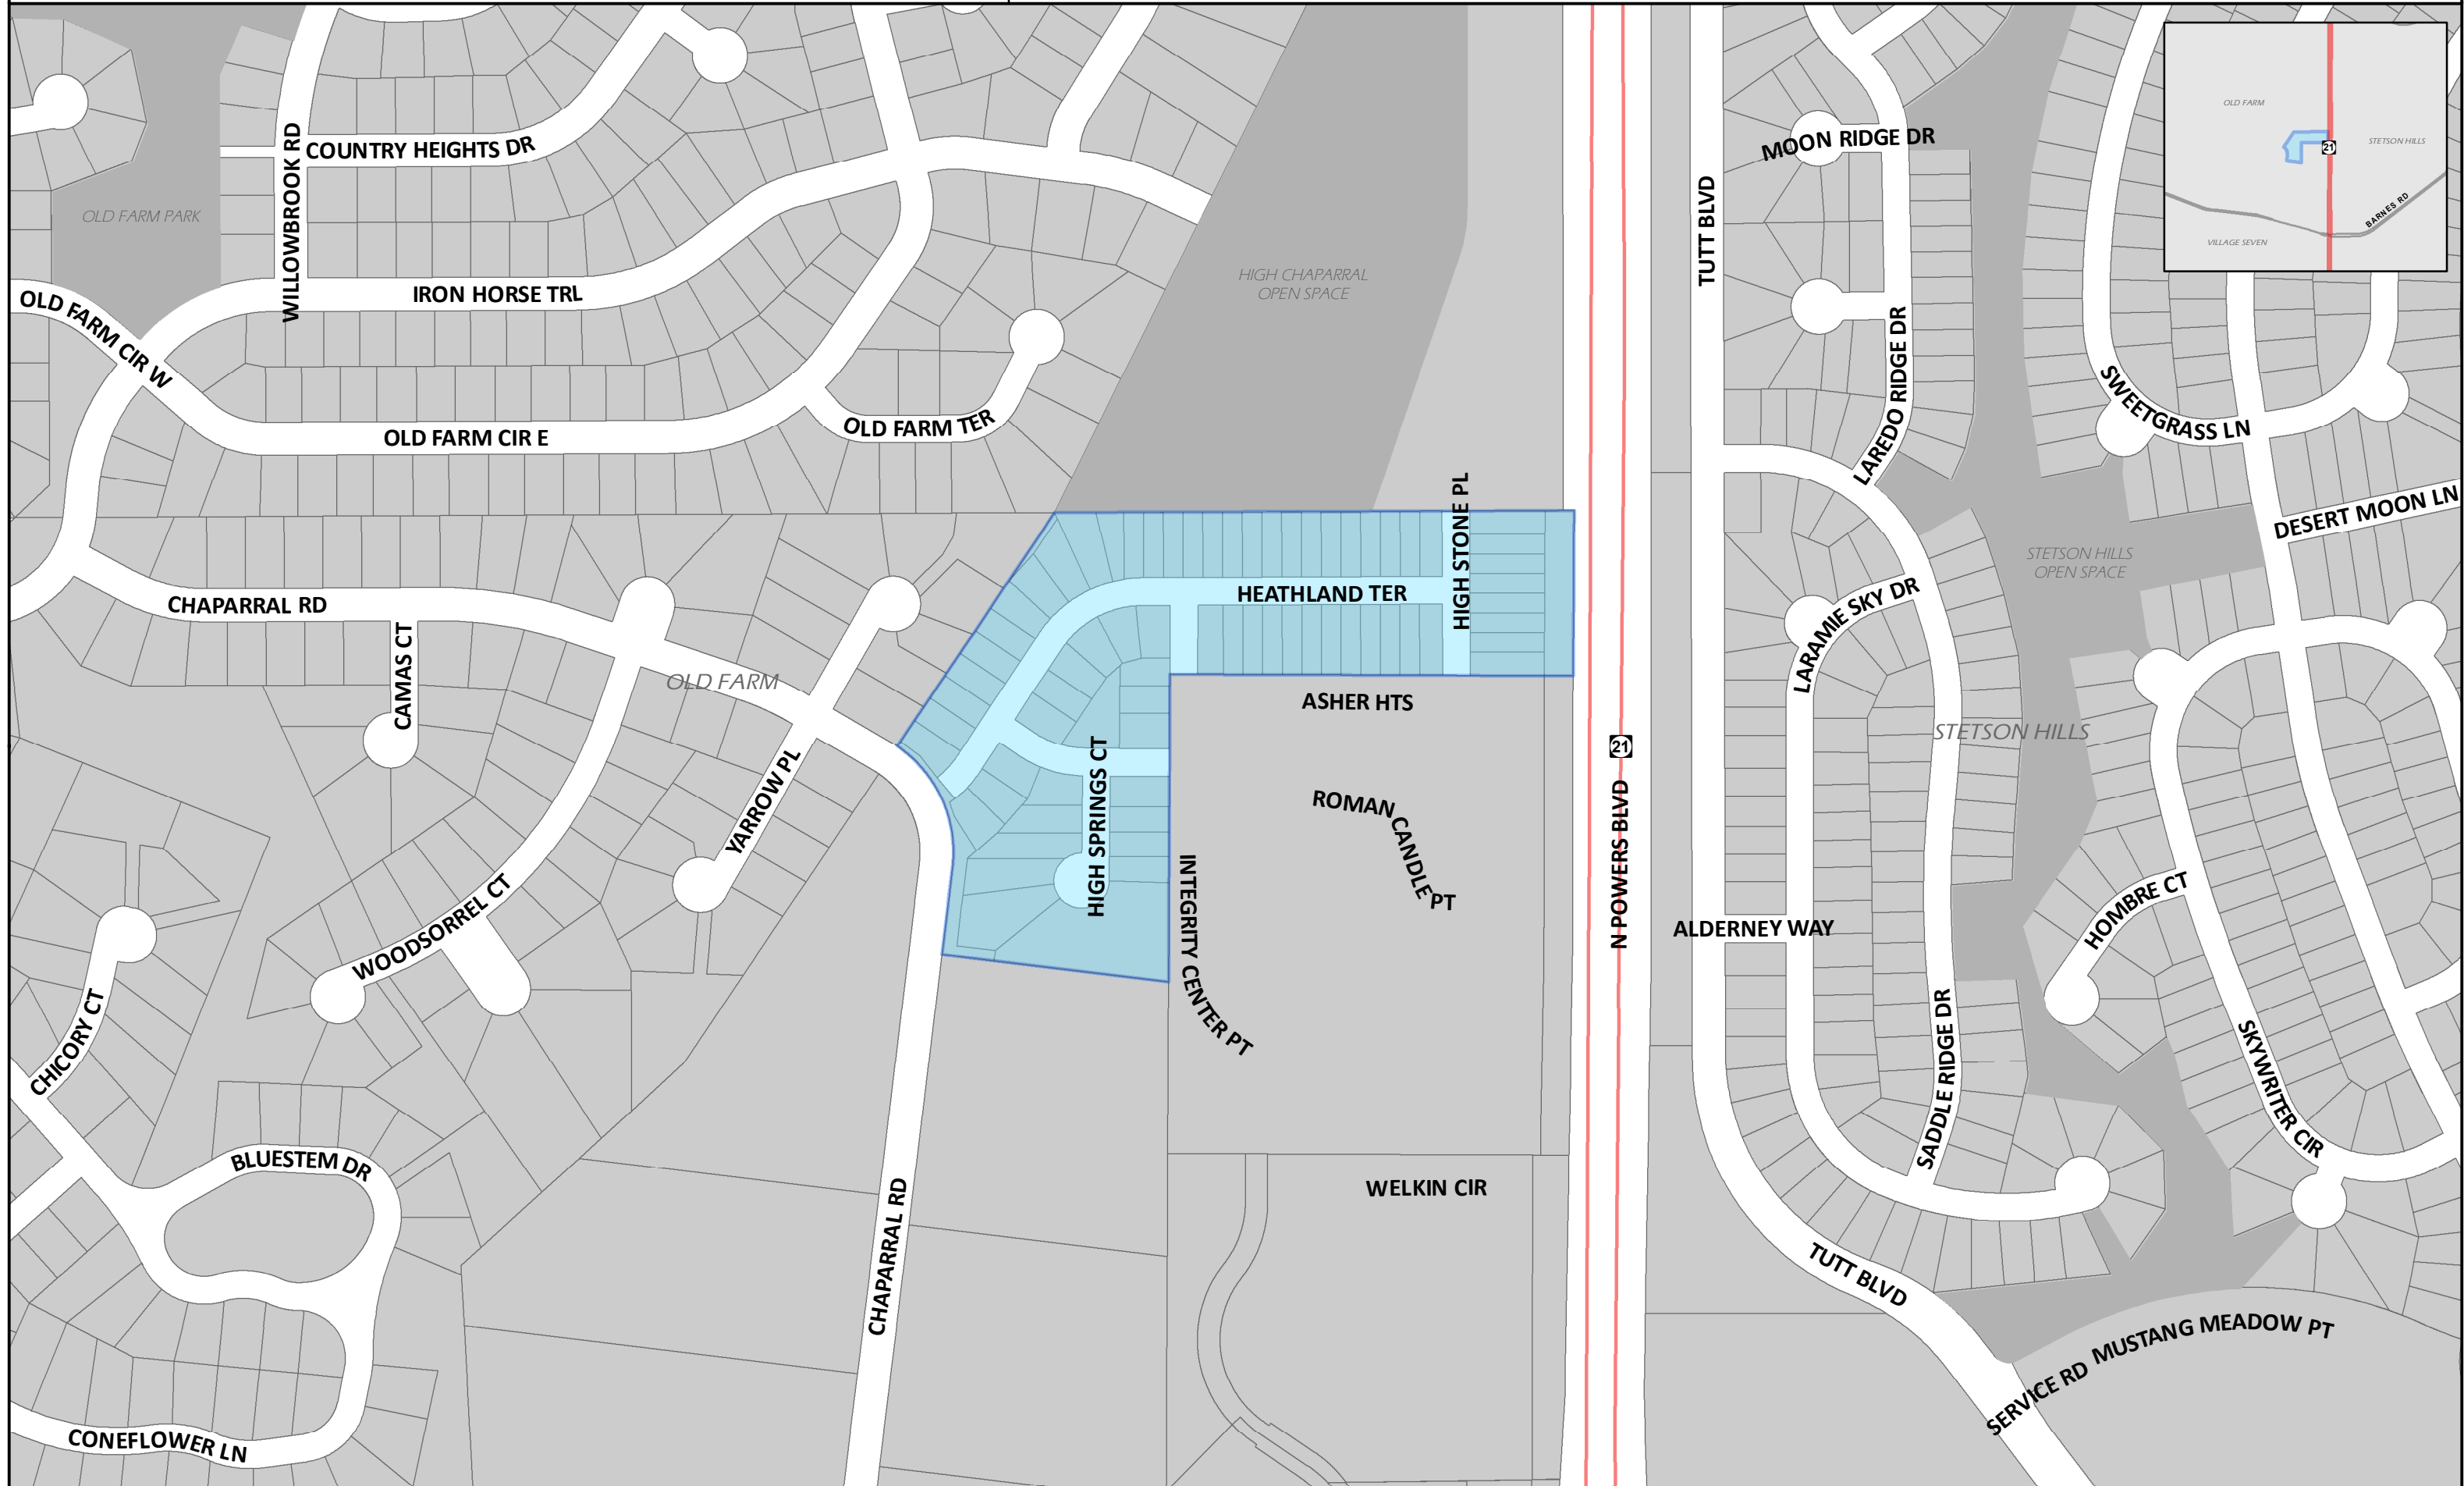 COUNTRY HEIGHTS DR
WILLOWBROOK RD
OLD FARM PARK
IRON HORSE TRL
OLD FARM CIR W
OLD FARM CIR E
OLD FARM TER
HIGH CHAPARRAL
OPEN SPACE
TUTT BLVD
MOON RIDGE DR
LAREDO RIDGE DR
OLD FARM
STETSON HILLS
21
BARNES RD
VILLAGE SEVEN
SWEETGRASS LN
DESERT MOON LN
STETSON HILLS
OPEN SPACE
CHAPARRAL RD
CAMAS CT
OLD FARM
HEATHLAND TER
HIGH STONE PL
ASHER HTS
LARAMIE SKY DR
STETSON HILLS
21
N POWERS BLVD
YARROW PL
HIGH SPRINGS CT
ROMAN CANDLE PT
INTEGRITY CENTER PT
WOODSORREL CT
CHICORY CT
ALDERNEY WAY
HOMBRE CT
SADDLE RIDGE DR
SKYWRITER CIR
BLUESTEM DR
CHAPARRAL RD
WELKIN CIR
TUTT BLVD
SERVICE RD
MUSTANG MEADOW PT
CONEFLOWER LN